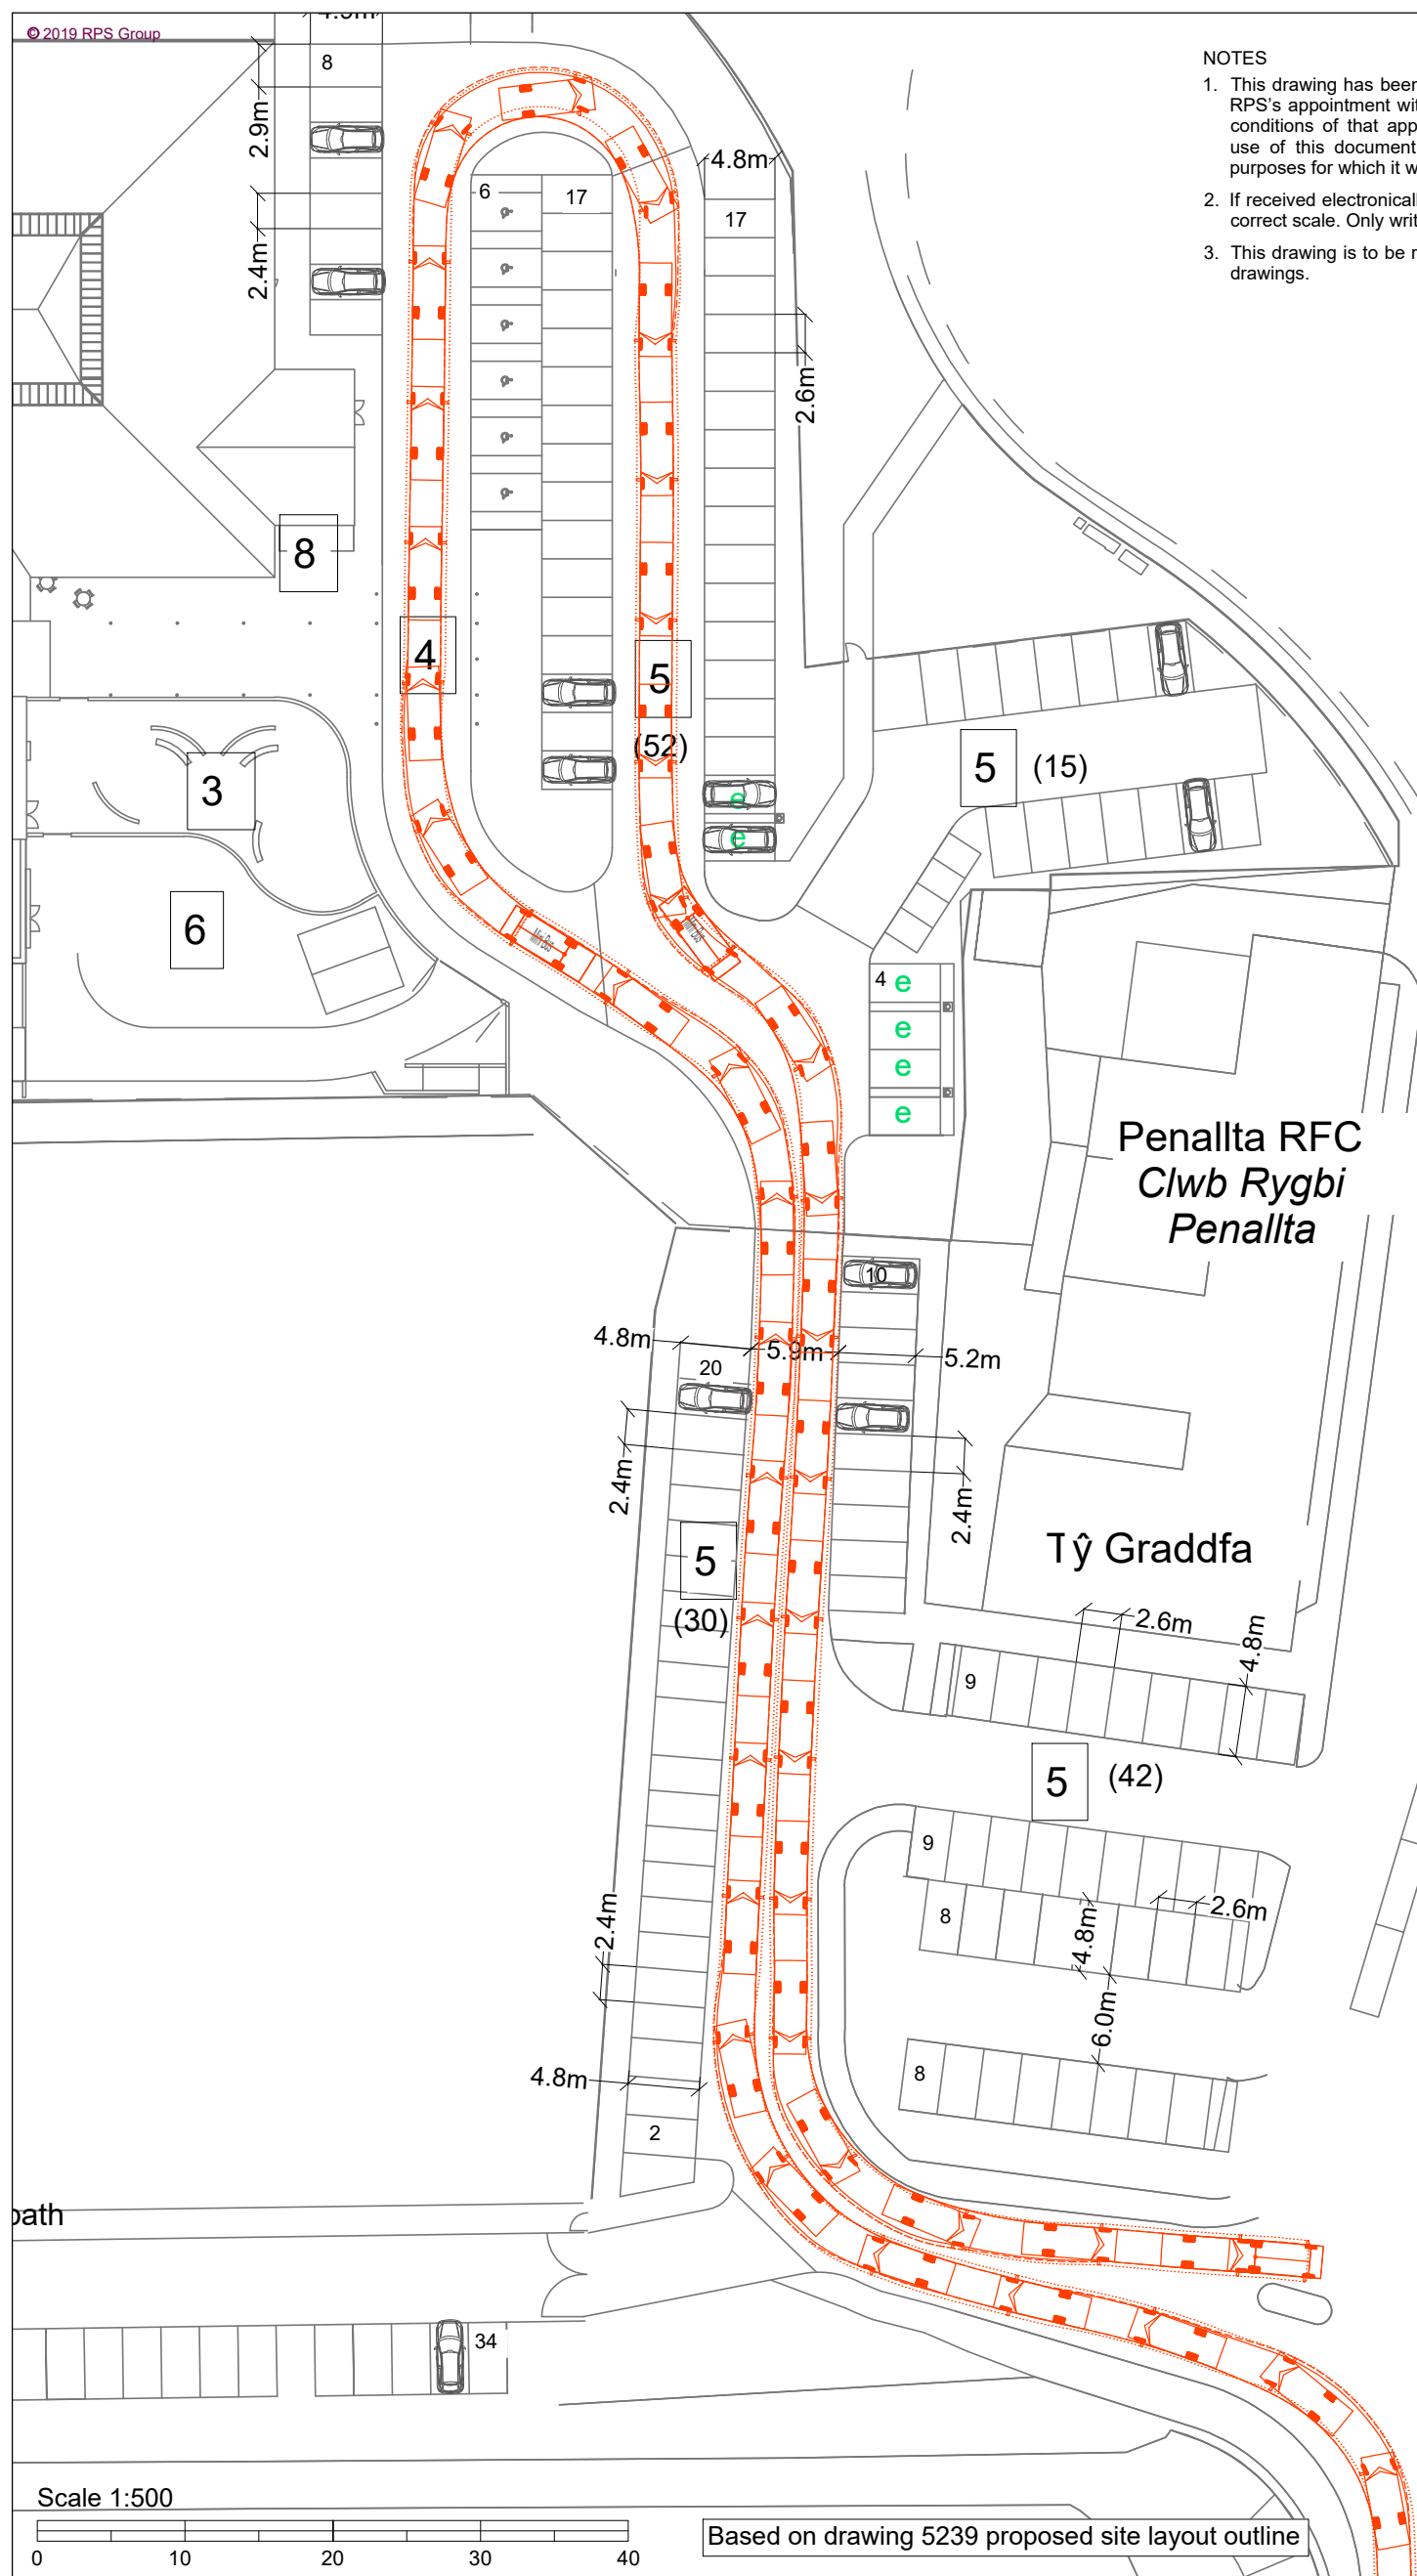 © 2019 RPS Group
NOTES
1. This drawing has been
RPS's appointment wit
conditions of that app
use of this document
purposes for which it w
2. If received electronicall
correct scale. Only writ
3. This drawing is to be r
drawings.
8
2.9m
2.4m
6
17
4.8m
17
2.6m
8
4
5
(52)
3
6
5
(15)
e
e
Mini Bus
Mini Bus
4
e
e
e
e
Penallta RFC
Clwb Rygbi
Penallta
10
4.8m
5.9m
5.2m
20
2.4m
2.4m
Tŷ Graddfa
5
(30)
2.6m
4.8m
9
5
(42)
9
8
4.8m
2.6m
6.0m
2.4m
4.8m
8
2
path
34
Scale 1:500
0 10 20 30 40
Based on drawing 5239 proposed site layout outline